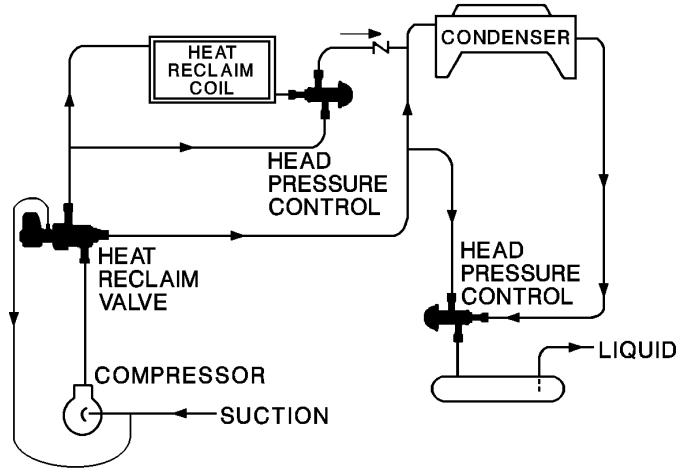 HEAT
RECLAIM
COIL
CONDENSER
HEAD
PRESSURE
CONTROL
HEAT
RECLAIM
VALVE
HEAD
PRESSURE
CONTROL
LIQUID
COMPRESSOR
SUCTION